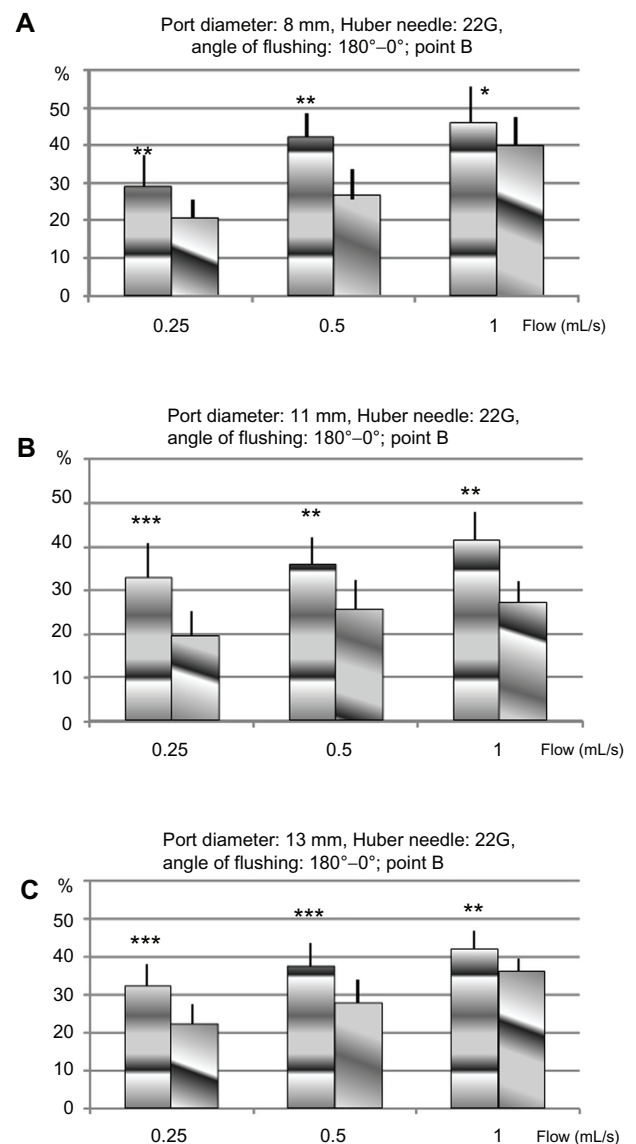 A
Port diameter: 8 mm, Huber needle: 22G,
angle of flushing: 180°–0°; point B
%
50
40
30
20
10
0
**
**
*
0.25 0.5 1 Flow (mL/s)
B
Port diameter: 11 mm, Huber needle: 22G,
angle of flushing: 180°–0°; point B
%
50
40
30
20
10
0
***
**
**
0.25 0.5 1 Flow (mL/s)
C
Port diameter: 13 mm, Huber needle: 22G,
angle of flushing: 180°–0°; point B
%
50
40
30
20
10
0
***
***
**
0.25 0.5 1 Flow (mL/s)